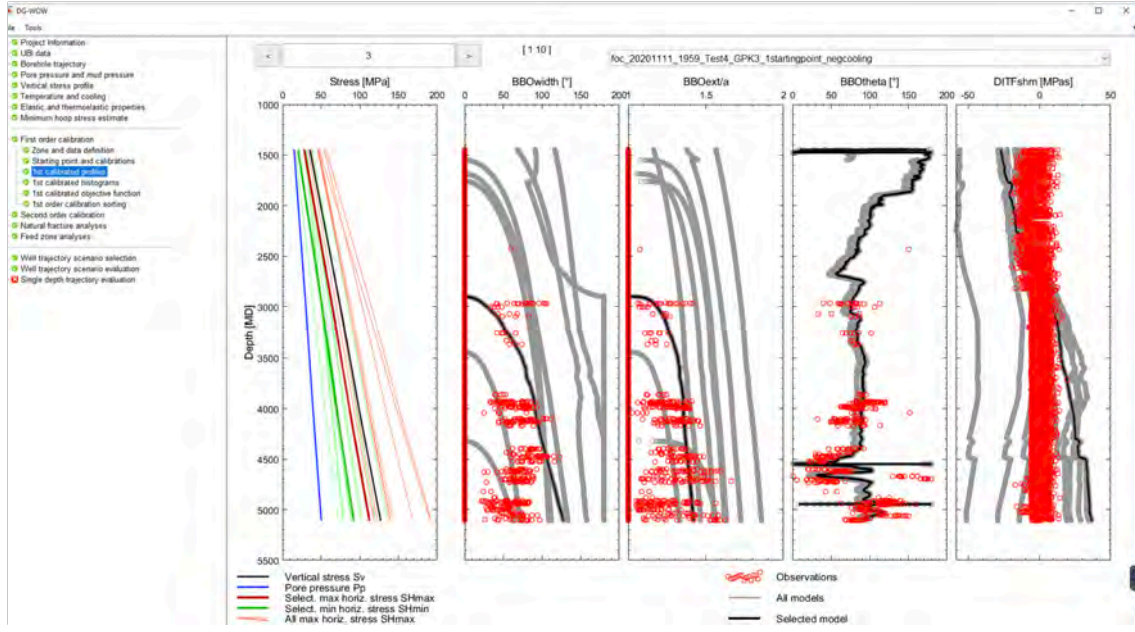 DG-WOW
ile Tools
Project Information
UBI data
Borehole trajectory
Pore pressure and mud pressure
Vertical stress profile
Temperature and cooling
Elastic and thermoelastic properties
Minimum hoop stress estimate
First order calibration
Zone and data definition
Starting point and calibrations
1st calibrated profiles
1st calibrated histograms
1st calibrated objective function
1st order calibration sorting
Second order calibration
Natural fracture analyses
Feed zone analyses
Well trajectory scenario selection
Well trajectory scenario evaluation
Single depth trajectory evaluation
< 3 > [ 1 10 ] foc_20201111_1959_Test4_GPK3_1startingpoint_negcooling
Stress [MPa] BBOwidth [°] BBOext/a BBOtheta [°] DITFshm [MPas]
0 50 100 150 200 0 50 100 150 2001 1.5 2 0 50 100 150 200 -50 0 50
Depth [MD]
1000
1500
2000
2500
3000
3500
4000
4500
5000
5500
Vertical stress Sv
Pore pressure Pp
Select. max horiz. stress SHmax
Select. min horiz. stress SHmin
All max horiz. stress SHmax
Observations
All models
Selected model